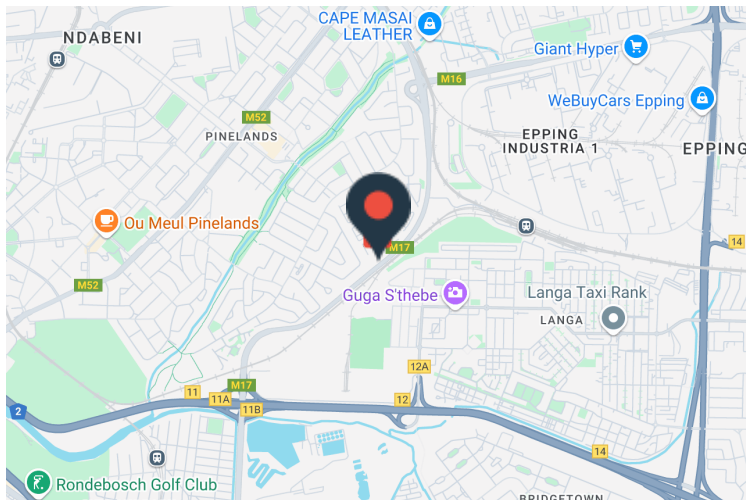 CAPE MASAI
LEATHER
NDABENI
Giant Hyper
M16
WeBuyCars Epping
M52
PINELANDS
EPPING
INDUSTRIA 1
EPPING
Ou Meul Pinelands
M17
14
M52
Guga S'thebe
Langa Taxi Rank
LANGA
12A
11
M17
11A
12
2
11B
14
Rondebosch Golf Club
BRIDGETOWN